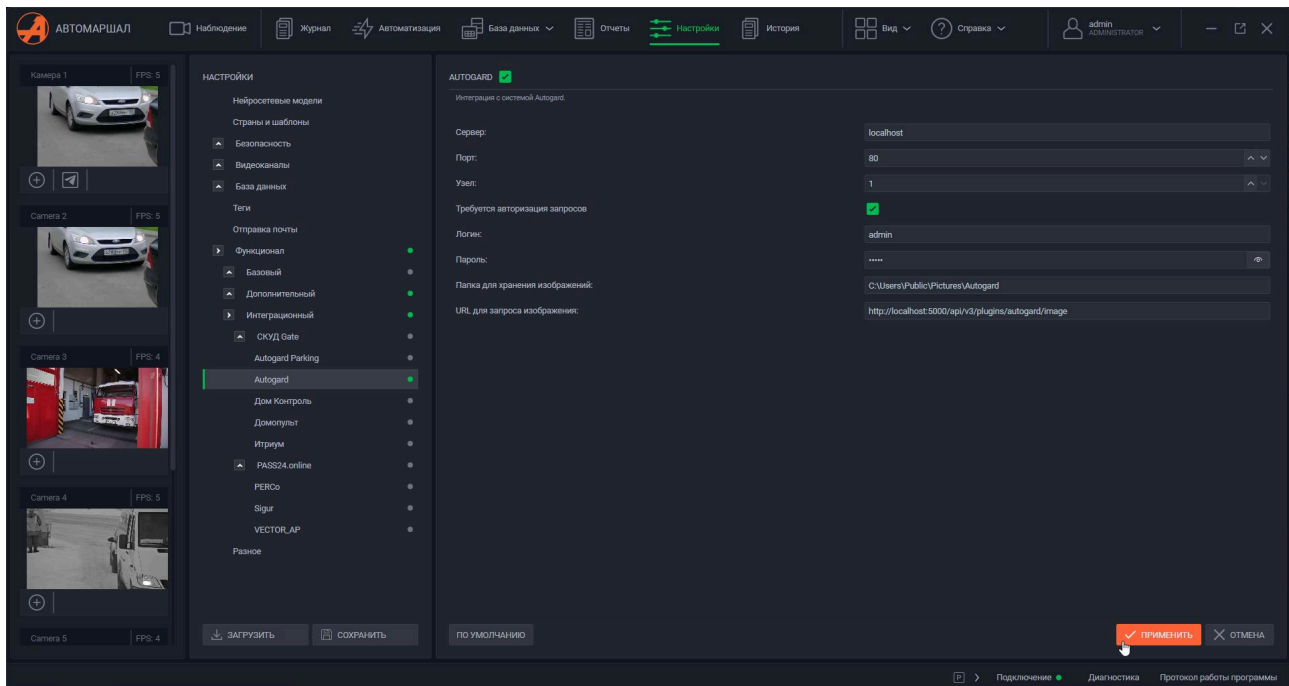 АВТОМАРШАЛ
Наблюдение
Журнал
Автоматизация
База данных
Отчеты
Настройки
История
Вид
Справка
admin
ADMINISTRATOR
Камера 1 FPS: 5
Camera 2 FPS: 5
Camera 3 FPS: 4
Camera 4 FPS: 5
Camera 5 FPS: 4
НАСТРОЙКИ
Нейросетевые модели
Страны и шаблоны
Безопасность
Видеоканалы
База данных
Теги
Отправка почты
Функционал
Базовый
Дополнительный
Интеграционный
СКУД Gate
Autogard Parking
Autogard
Дом Контроль
Домопульт
Итриум
PASS24.online
PERCo
Sigur
VECTOR_AP
Разное
ЗАГРУЗИТЬ
СОХРАНИТЬ
AUTOGARD
Интеграция с системой Autogard.
Сервер: localhost
Порт: 80
Узел: 1
Требуется авторизация запросов
Логин: admin
Пароль: •••••
Папка для хранения изображений: C:\Users\Public\Pictures\Autogard
URL для запроса изображения: http://localhost:5000/api/v3/plugins/autogard/image
ПО УМОЛЧАНИЮ
ПРИМЕНИТЬ
ОТМЕНА
P
Подключение
Диагностика
Протокол работы программы